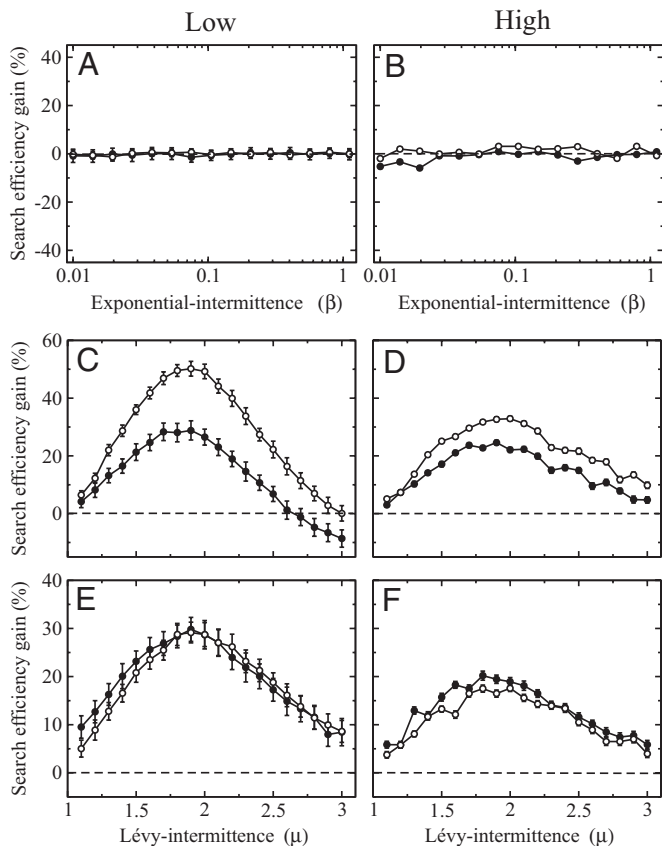 Low
High
A
B
Search efficiency gain (%)
40
20
0
-20
-40
0.01
0.1
1
0.01
0.1
1
Exponential-intermittence (β)
Exponential-intermittence (β)
C
D
Search efficiency gain (%)
60
40
20
0
E
F
Search efficiency gain (%)
40
30
20
10
0
1
1.5
2
2.5
3
1
1.5
2
2.5
3
Lévy-intermittence (μ)
Lévy-intermittence (μ)